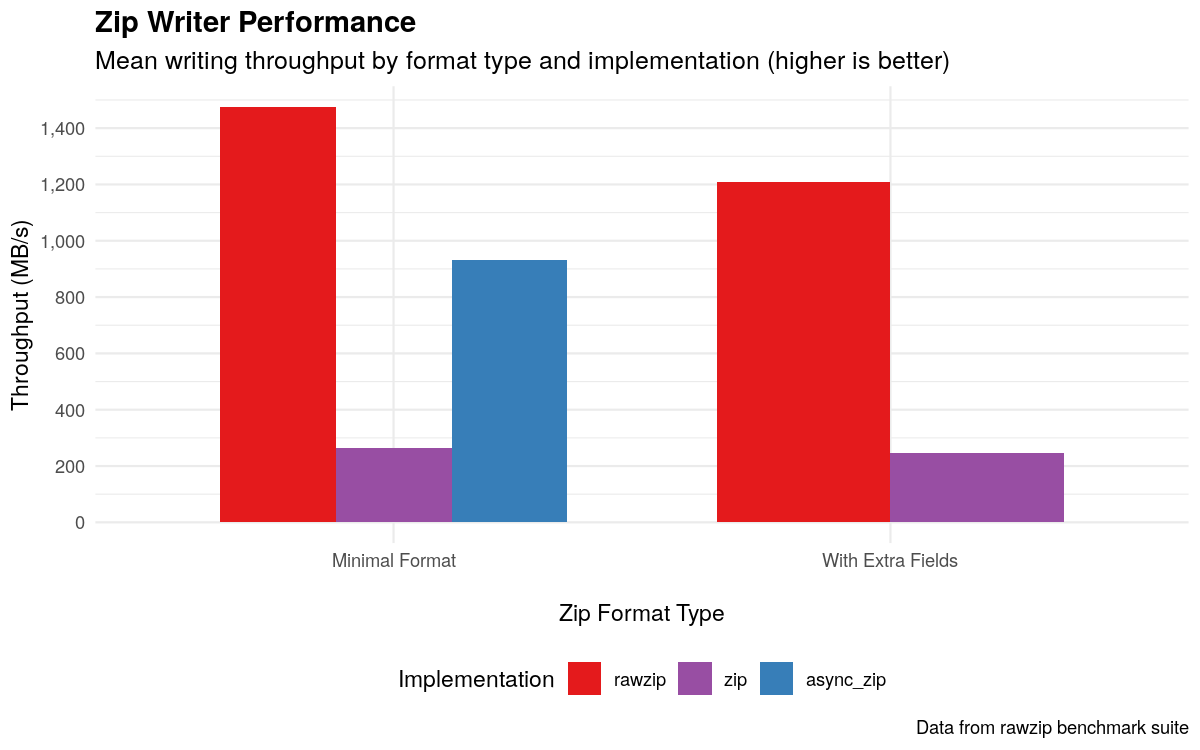 Zip Writer Performance
Mean writing throughput by format type and implementation (higher is better)
Throughput (MB/s)
1,400
1,200
1,000
800
600
400
200
0
Minimal Format
With Extra Fields
Zip Format Type
Implementation rawzip zip async_zip
Data from rawzip benchmark suite